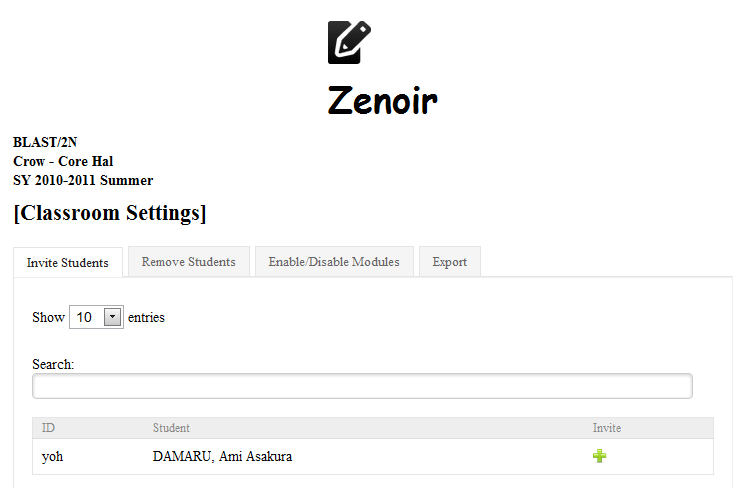 Zenoir
BLAST/2N
Crow - Core Hal
SY 2010-2011 Summer
[Classroom Settings]
Invite Students Remove Students Enable/Disable Modules Export
Show 10 entries
Search:
ID Student Invite
yoh DAMARU, Ami Asakura